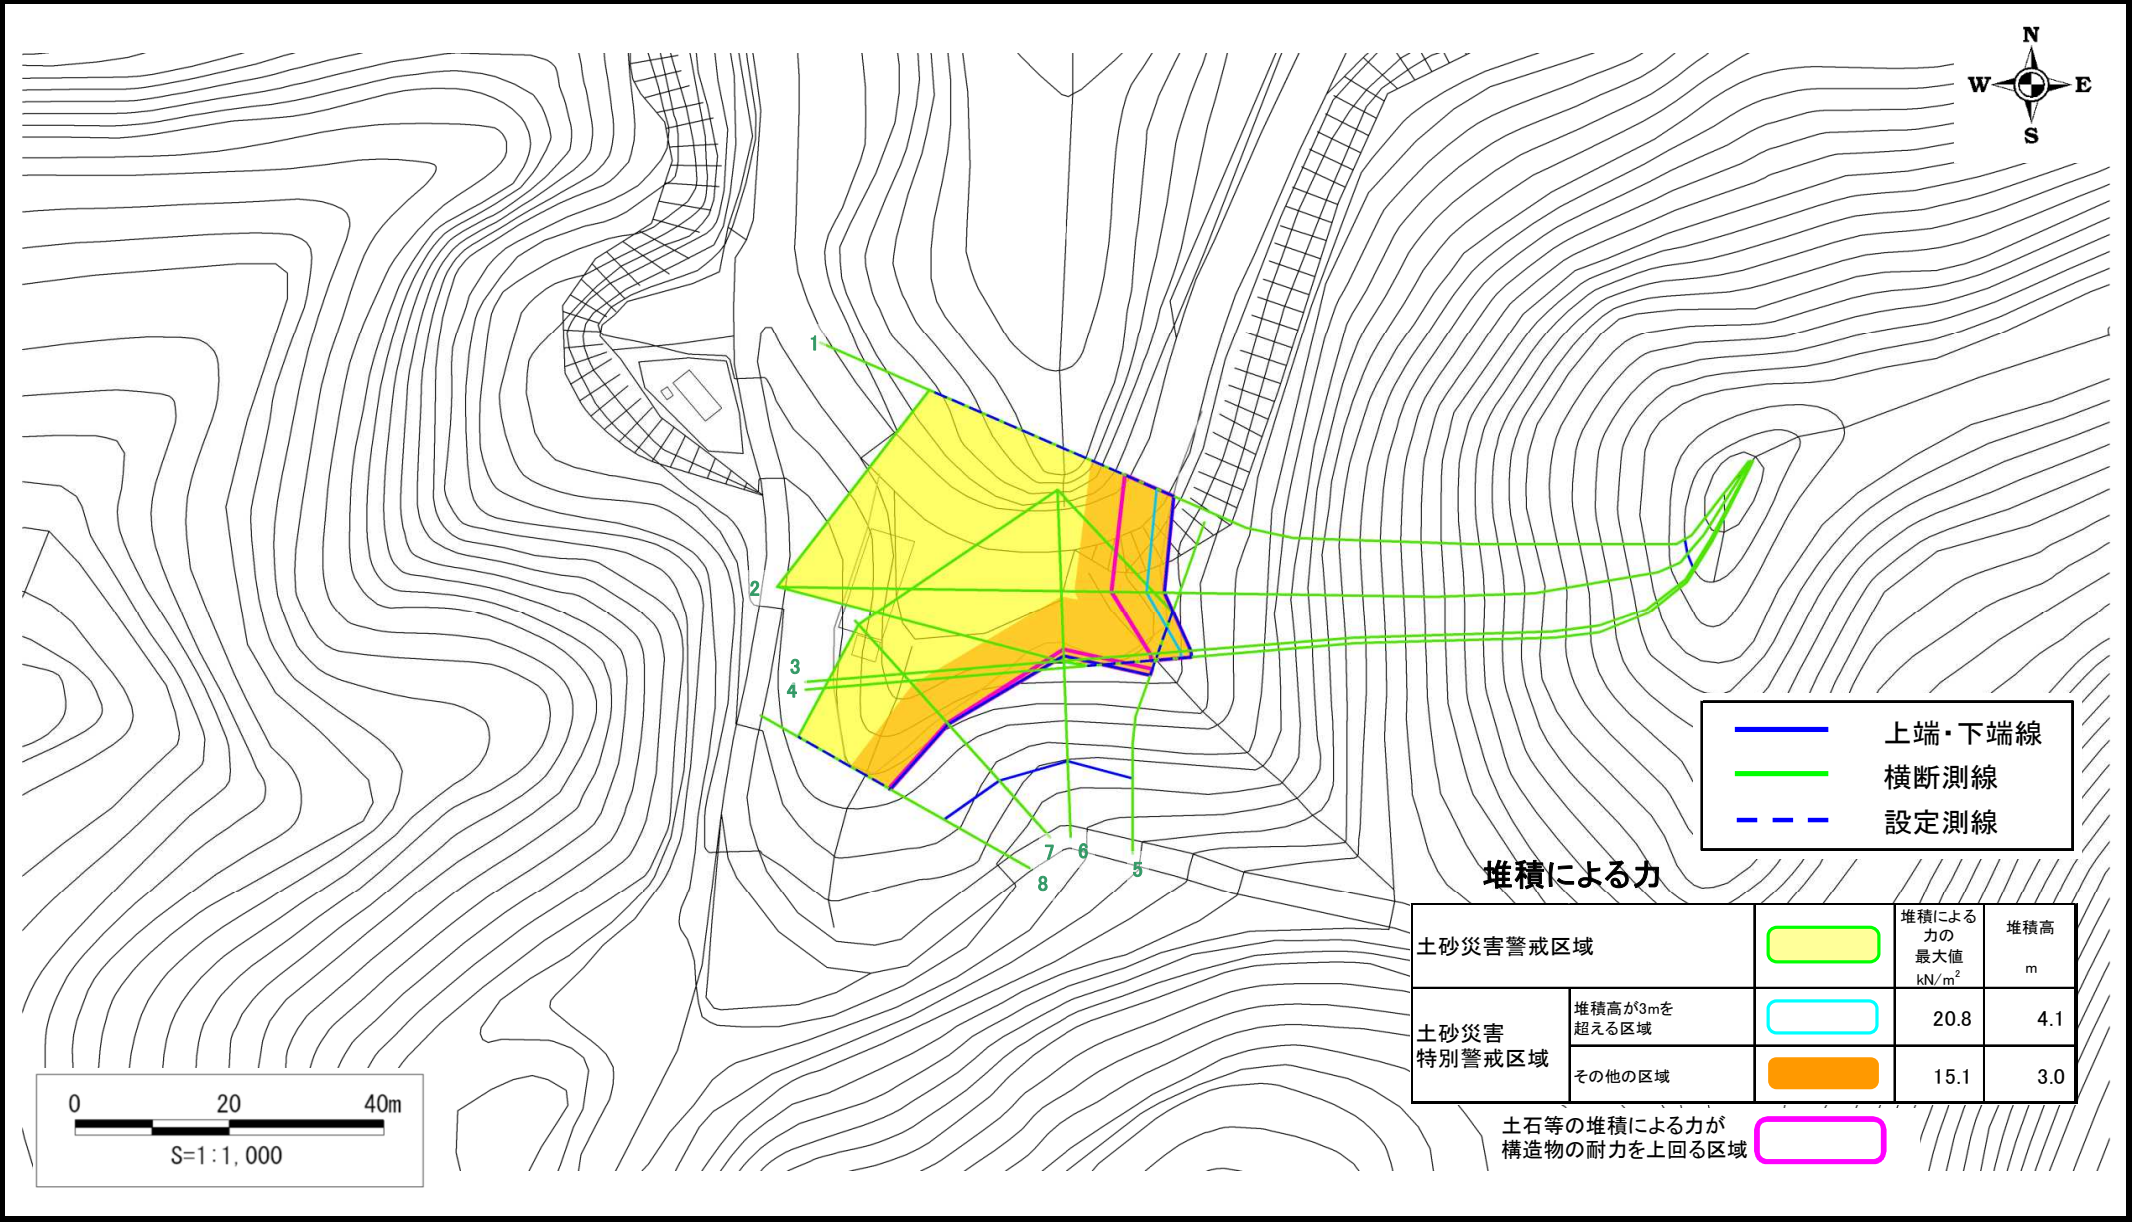 N
W E
S
1
2
3
4
7 6
5
8
上端・下端線
横断測線
設定測線
堆積による力
土砂災害警戒区域
堆積による
力の
最大値
kN/m²
堆積高
m
土砂災害
特別警戒区域
堆積高が3mを
超える区域
20.8 4.1
その他の区域
15.1 3.0
土石等の堆積による力が
構造物の耐力を上回る区域
0 20 40m
S=1:1,000